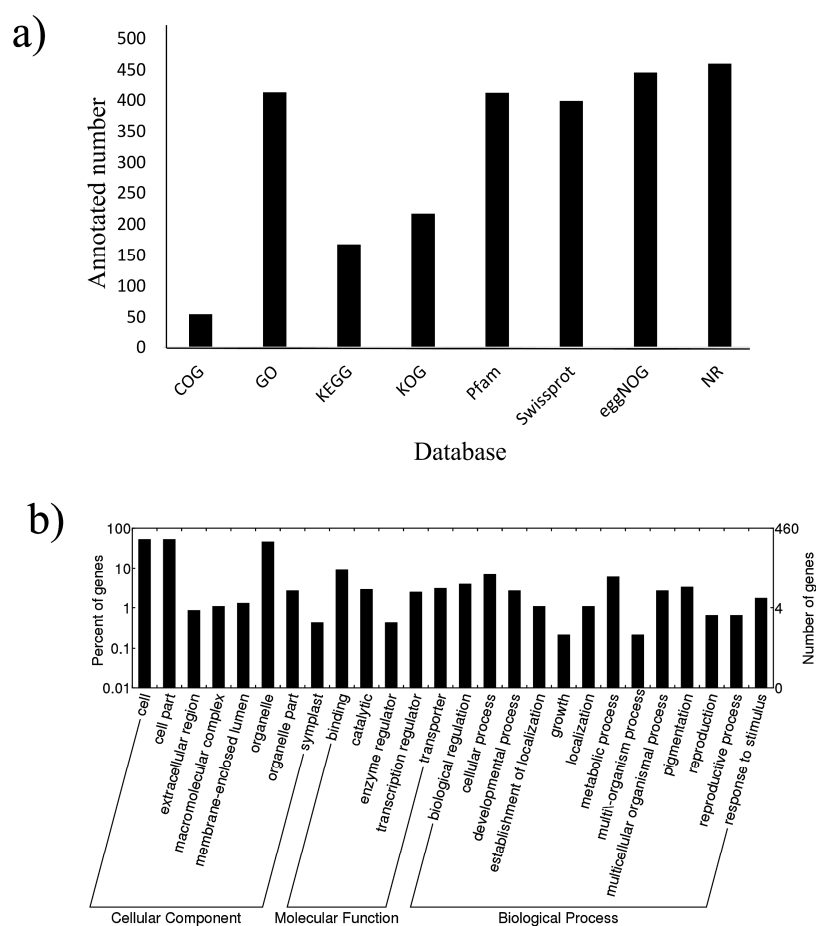 a)
Annotated number
500
450
400
350
300
250
200
150
100
50
0
COG
GO
KEGG
KOG
Pfam
Swissprot
eggNOG
NR
Database
b)
Percent of genes
100
10
1
0.1
0.01
460
4
0
Number of genes
cell
cell part
extracellular region
macromolecular complex
membrane-enclosed lumen
organelle
organelle part
symplast
binding
catalytic
enzyme regulator
transcription regulator
transporter
biological regulation
cellular process
developmental process
establishment of localization
growth
localization
metabolic process
multi\-organism process
multicellular organismal process
pigmentation
reproduction
reproductive process
response to stimulus
Cellular Component
Molecular Function
Biological Process